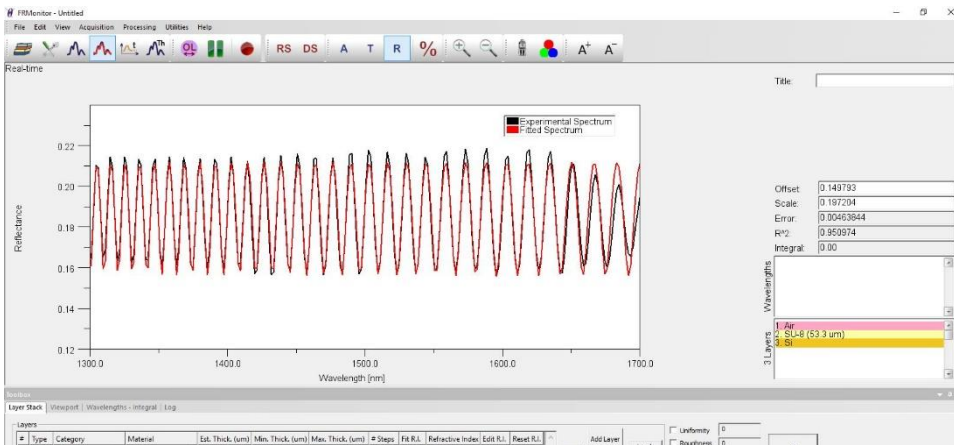 FRMonitor - Untitled
File Edit View Acquisition Processing Utilities Help
t Th OL RS DS A T R % A+ A-
Real-time
Title:
Experimental Spectrum
Fitted Spectrum
0.22
0.20
0.18
0.16
0.14
0.12
Reflectance
1300.0 1400.0 1500.0 1600.0 1700.0
Wavelength [nm]
Offset: 0.149793
Scale: 0.197204
Error: 0.00463844
R^2: 0.950974
Integral: 0.00
Wavelengths
3 Layers
1. Air
2. SU-8 (53.3 um)
3. Si
Toolbox
Layer Stack Viewport Wavelengths - Integral Log
Layers
# Type Category Material Est. Thick. (um) Min. Thick. (um) Max. Thick. (um) # Steps Fit R.I. Refractive Index Edit R.I. Reset R.I.
Add Layer
Uniformity 0
Roughness 0